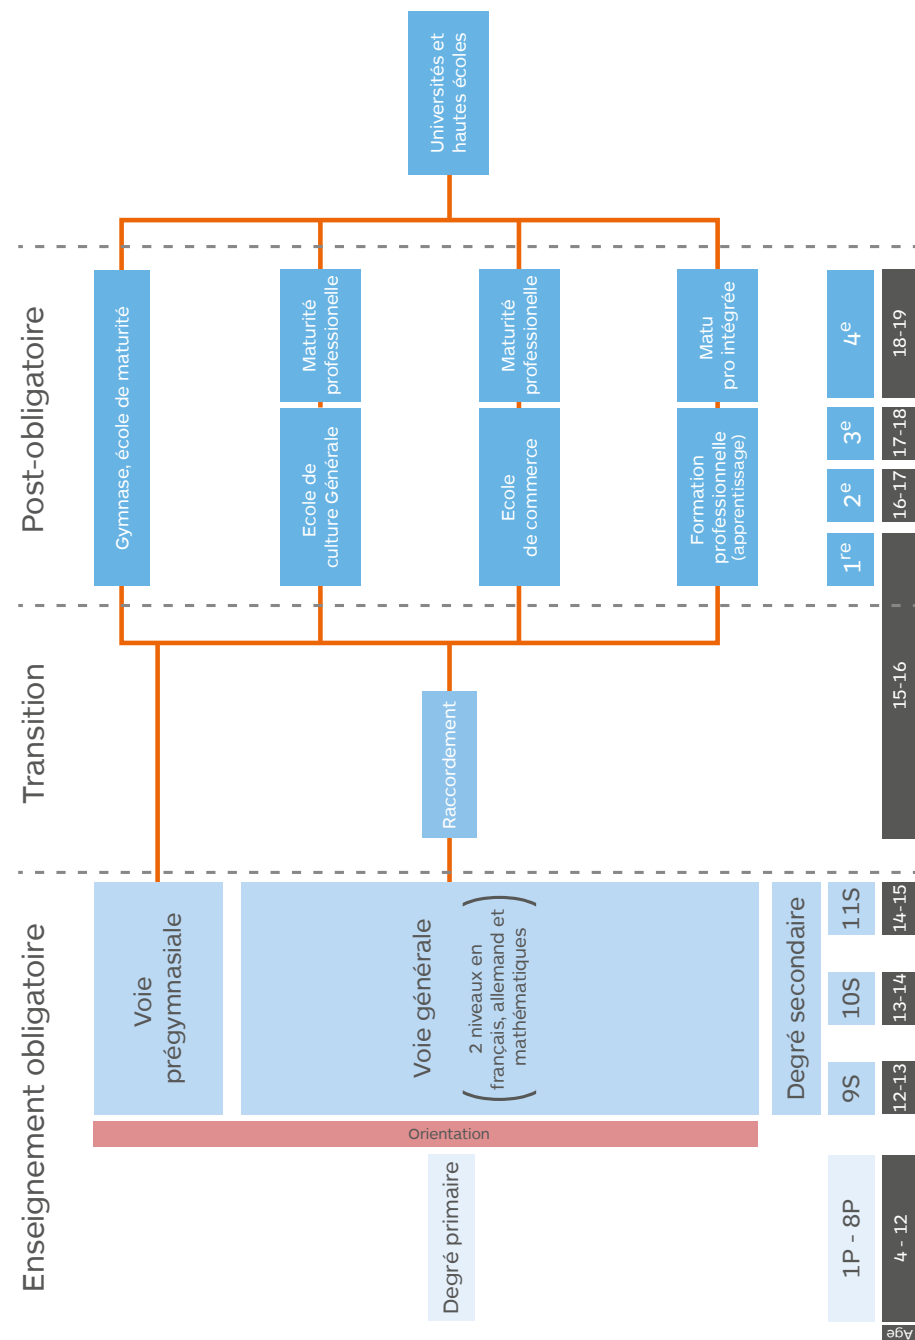 Enseignement obligatoire
Transition
Post-obligatoire
Degré primaire
Orientation
Voie
prégymnasiale
Voie générale
2 niveaux en
français, allemand et
mathématiques
Degré secondaire
Raccordement
Gymnase, école de maturité
Ecole de
culture Générale
Maturité
professionelle
Ecole
de commerce
Maturité
professionelle
Formation
professionnelle
(apprentissage)
Matu
pro intégrée
Universités et
hautes écoles
1P - 8P
9S
10S
11S
1re
2e
3e
4e
Âge
4 - 12
12-13
13-14
14-15
15-16
16-17
17-18
18-19